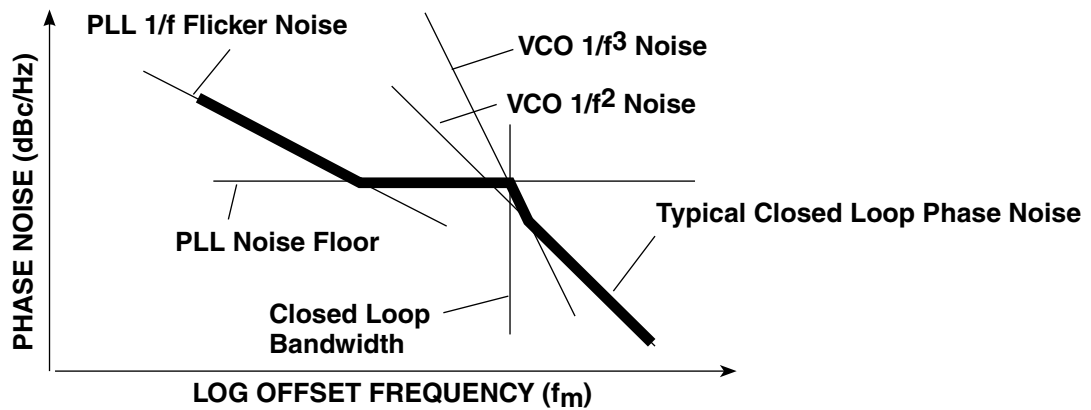 PLL 1/f Flicker Noise
VCO 1/f³ Noise
VCO 1/f² Noise
PHASE NOISE (dBc/Hz)
Typical Closed Loop Phase Noise
PLL Noise Floor
Closed Loop
Bandwidth
LOG OFFSET FREQUENCY (fm)